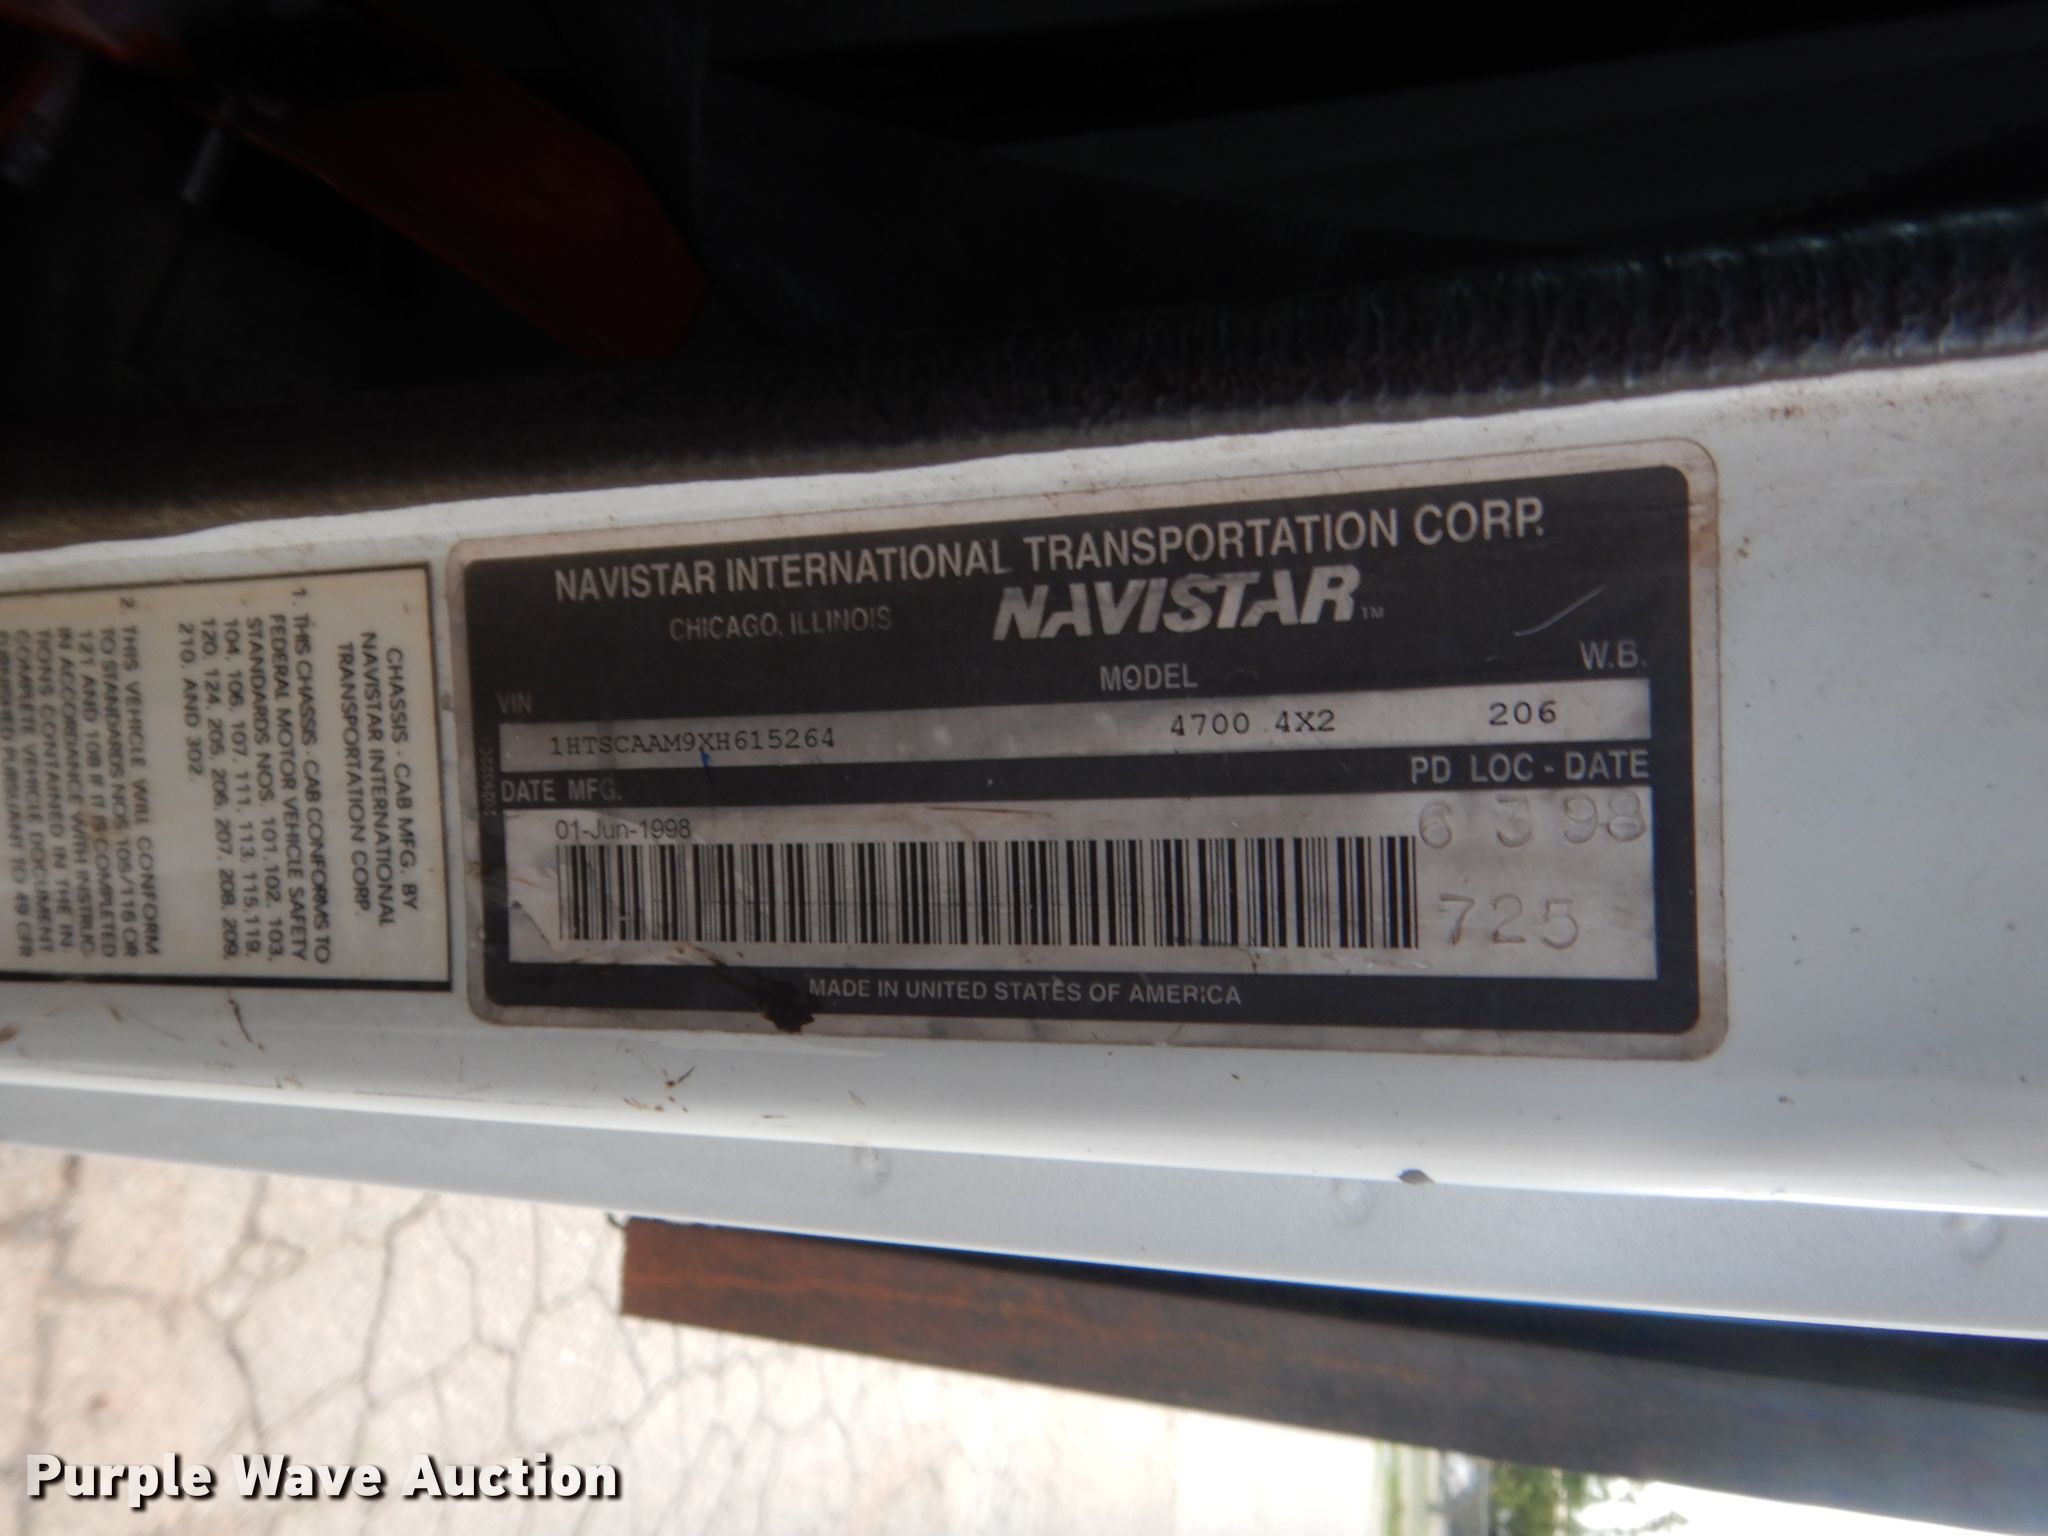 NAVISTAR INTERNATIONAL TRANSPORTATION CORP.
CHICAGO, ILLINOIS NAVISTAR™
VIN MODEL W.B.
1HTSCAAM9XH615264 4700 4X2 206
DATE MFG. PD LOC - DATE
01-Jun-1998 6 3 98
725
MADE IN UNITED STATES OF AMERICA
CHASSIS - CAB MFG. BY
NAVISTAR INTERNATIONAL
TRANSPORTATION CORP.
1. THIS CHASSIS - CAB CONFORMS TO
FEDERAL MOTOR VEHICLE SAFETY
STANDARDS NOS. 101, 102, 103,
104, 106, 107, 111, 113, 115, 119,
120, 124, 205, 206, 207, 208, 209,
210, AND 302
2 THIS VEHICLE WILL CONFORM
TO STANDARDS NOS 105/116 OR
121 AND 108 IF IT IS COMPLETED
IN ACCORDANCE WITH INSTRUC-
TIONS CONTAINED IN THE IN-
COMPLETE VEHICLE DOCUMENT
PURSUANT TO 49 CFR
Purple Wave Auction